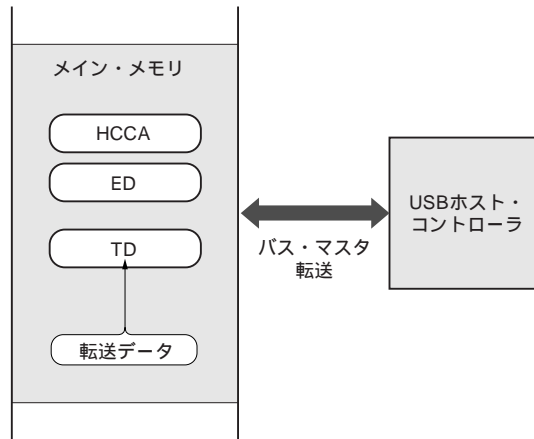 メイン・メモリ
HCCA
ED
TD
転送データ
バス・マスタ
転送
USBホスト・
コントローラ